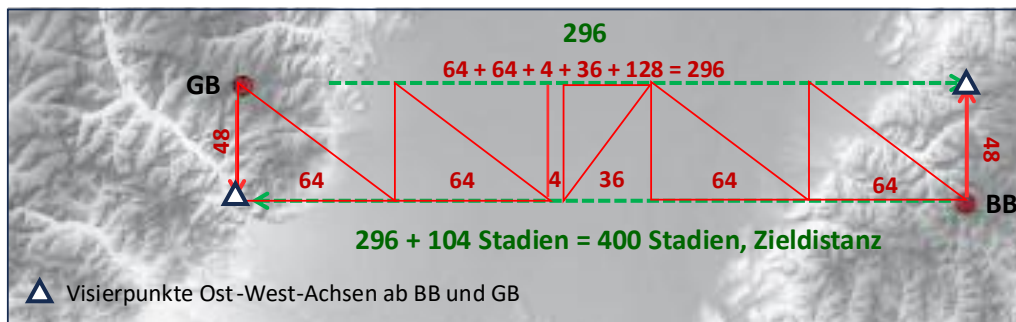 296
64 + 64 + 4 + 36 + 128 = 296
GB
48
48
64 64 4 36 64 64
BB
296 + 104 Stadien = 400 Stadien, Zieldistanz
Visierpunkte Ost-West-Achsen ab BB und GB